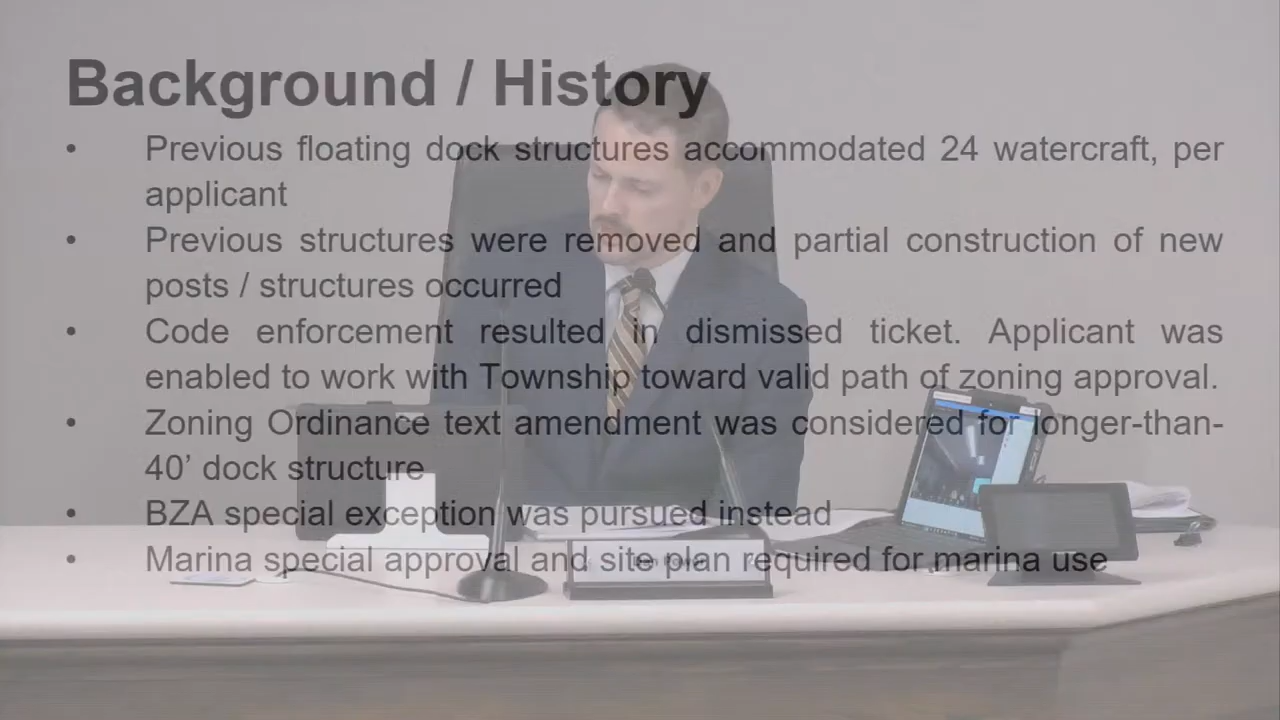 Background / History
• Previous floating dock structures accommodated 24 watercraft, per
applicant
• Previous structures were removed and partial construction of new
posts / structures occurred
• Code enforcement resulted in dismissed ticket. Applicant was
enabled to work with Township toward valid path of zoning approval.
• Zoning Ordinance text amendment was considered for longer-than-
40’ dock structure
• BZA special exception was pursued instead
• Marina special approval and site plan required for marina use